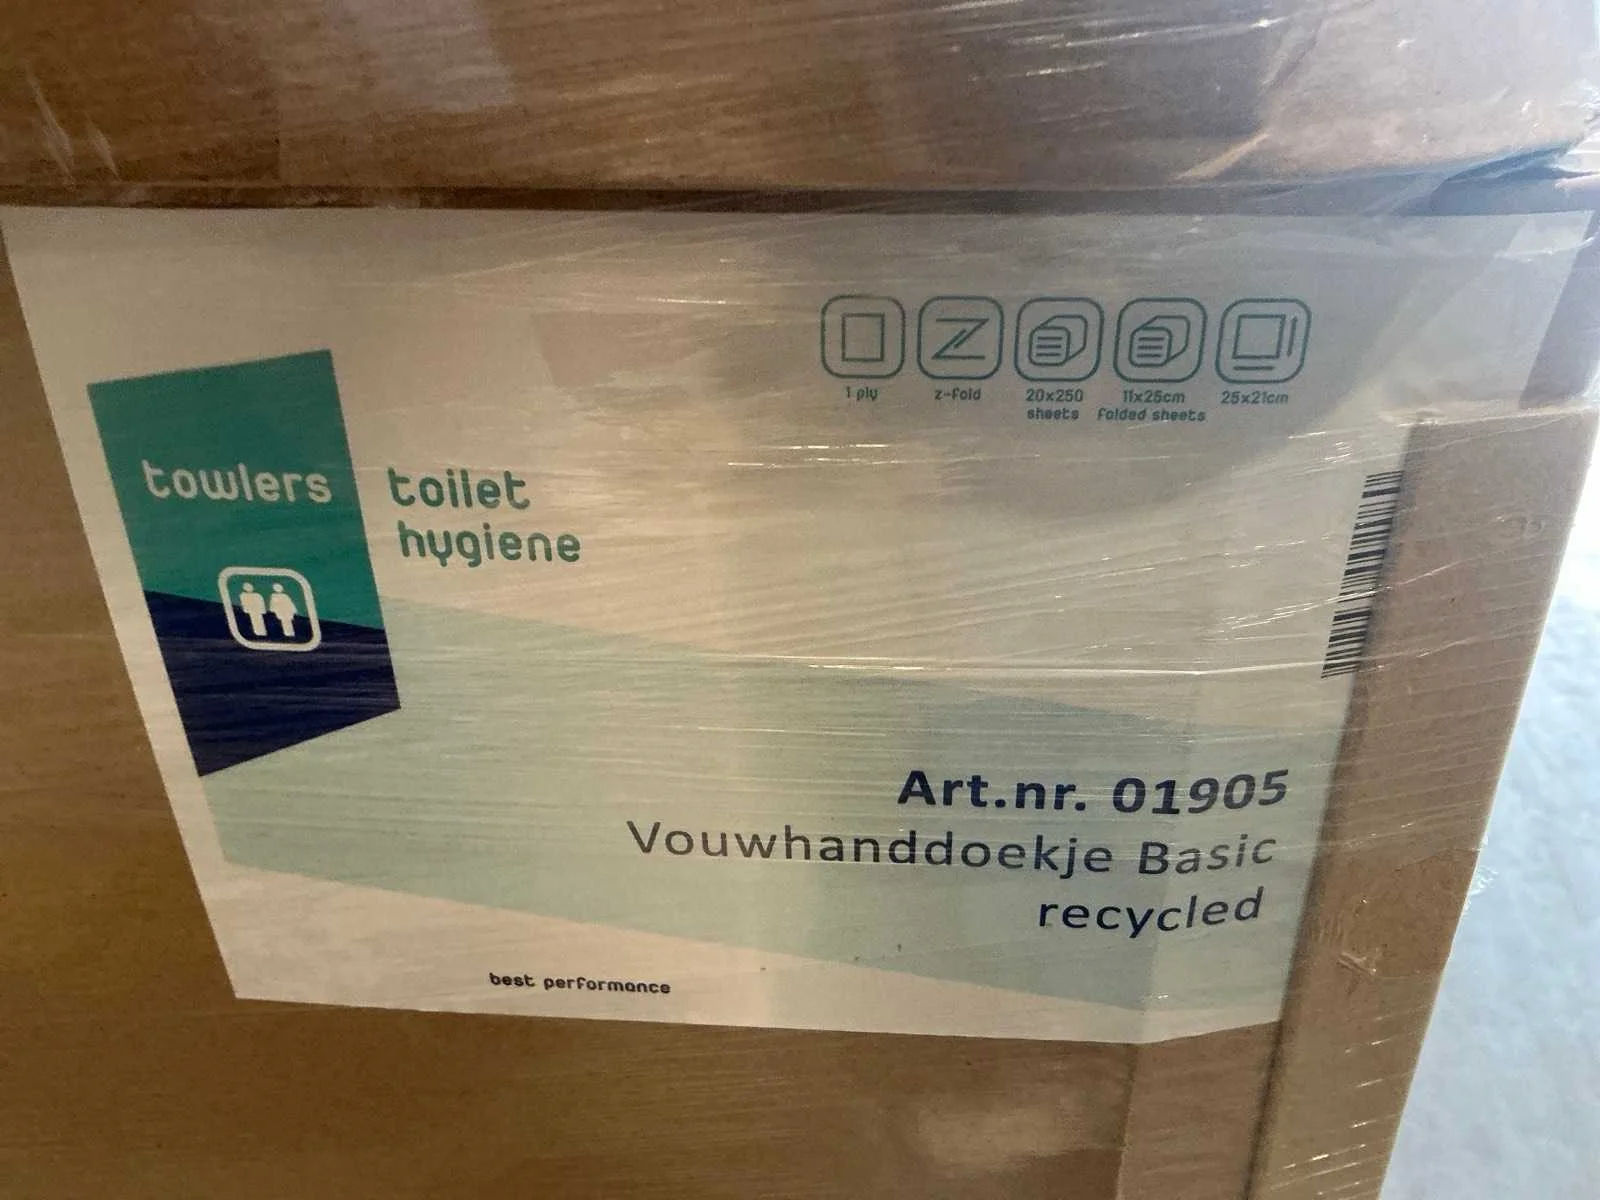 1 ply
z-fold
20x250
sheets
11x25cm
folded sheets
25x21cm
towlers
toilet
hygiene
Art.nr. 01905
Vouwhanddoekje Basic
recycled
best performance